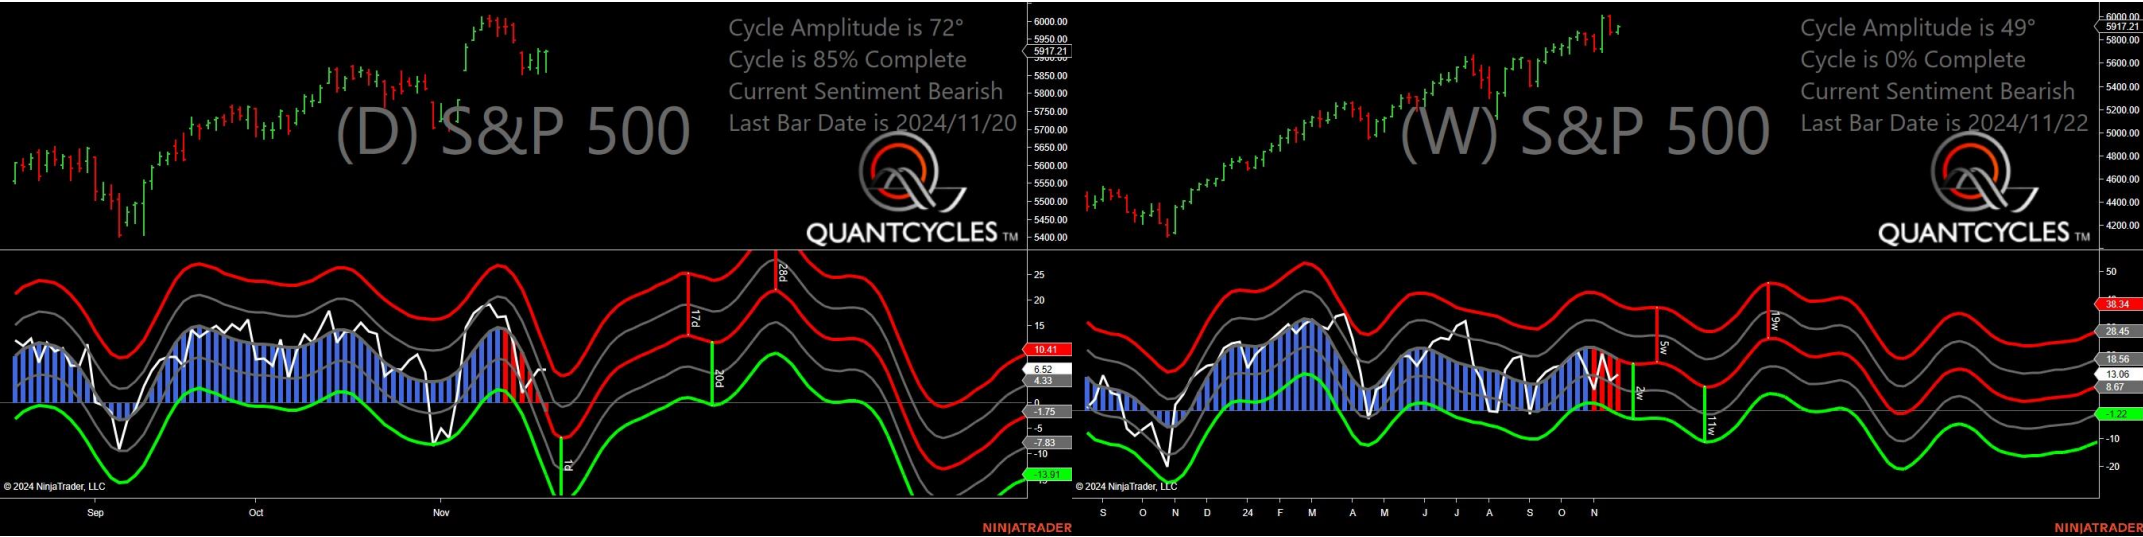 Cycle Amplitude is 72°
Cycle is 85% Complete
Current Sentiment Bearish
Last Bar Date is 2024/11/20
(D) S&P 500
QUANTCYCLES TM
6000.00
5950.00
5917.21
5900.00
5850.00
5800.00
5750.00
5700.00
5650.00
5600.00
5550.00
5500.00
5450.00
5400.00
17d
20d
28d
1d
25
20
15
10.41
6.52
4.33
0
-1.75
-5
-7.83
-10
-13.91
© 2024 NinjaTrader, LLC
Sep Oct Nov
NINJATRADER
Cycle Amplitude is 49°
Cycle is 0% Complete
Current Sentiment Bearish
Last Bar Date is 2024/11/22
(W) S&P 500
QUANTCYCLES TM
6000.00
5917.21
5800.00
5600.00
5400.00
5200.00
5000.00
4800.00
4600.00
4400.00
4200.00
5w
2w
11w
19w
50
38.34
28.45
18.56
13.06
8.67
-1.22
-10
-20
© 2024 NinjaTrader, LLC
S O N D 24 F M A M J J A S O N
NINJATRADER